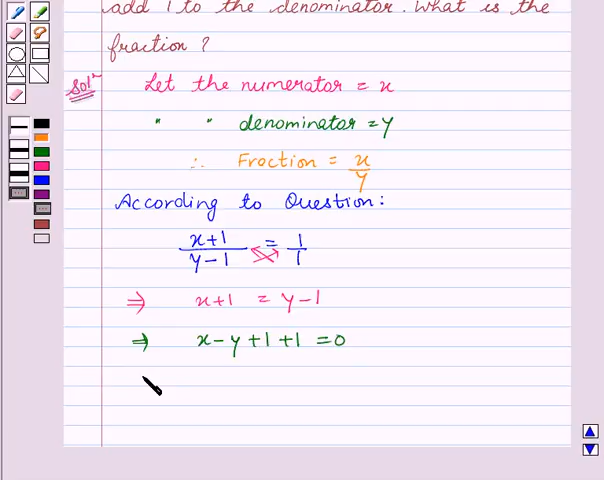 add 1 to the denominator. What is the
fraction ?
Solⁿ Let the numerator = x
" " denominator = y
∴ Fraction = x/y
According to Question:
x+1/y-1 = 1/1
⇒ x+1 = y-1
⇒ x-y+1+1 = 0